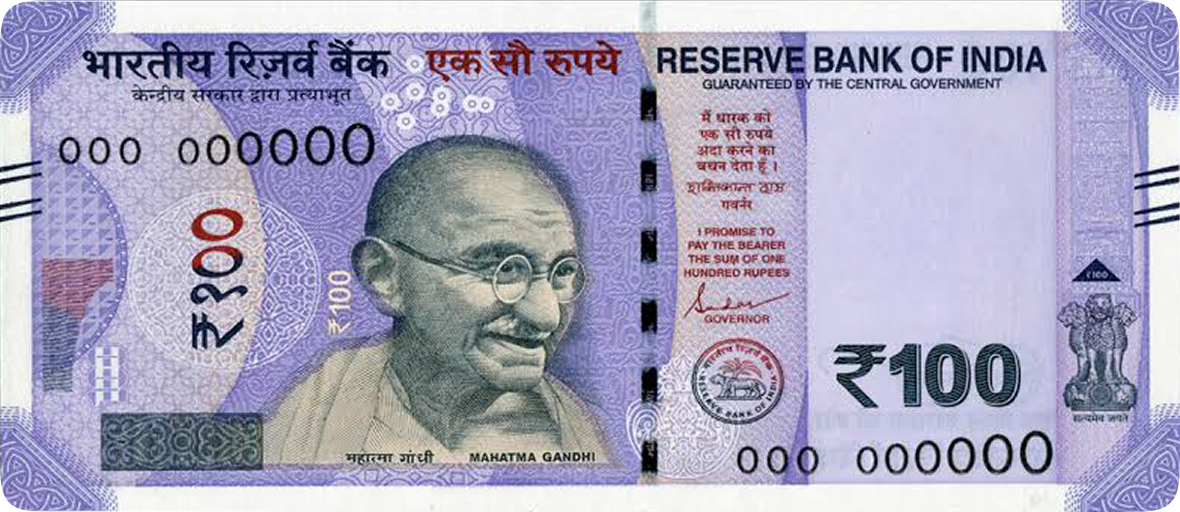 भारतीय रिज़र्व बैंक
केन्द्रीय सरकार द्वारा प्रत्याभूत
एक सौ रुपये
RESERVE BANK OF INDIA
GUARANTEED BY THE CENTRAL GOVERNMENT
000 000000
₹१००
₹100
महात्मा गांधी
MAHATMA GANDHI
मैं धारक को
एक सौ रुपये
अदा करने का
वचन देता हूँ ।
शक्तिकान्त दास
गवर्नर
I PROMISE TO
PAY THE BEARER
THE SUM OF ONE
HUNDRED RUPEES
GOVERNOR
भारतीय रिज़र्व बैंक
RESERVE BANK OF INDIA
₹100
₹100
सत्यमेव जयते
000 000000